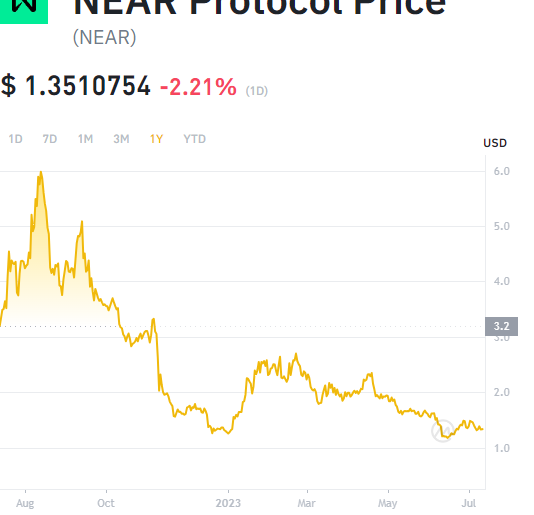 NEAR Protocol Price
(NEAR)
$ 1.3510754 -2.21% (1D)
1D 7D 1M 3M 1Y YTD
USD
6.0
5.0
4.0
3.2
3.0
2.0
1.0
Aug Oct 2023 Mar May Jul